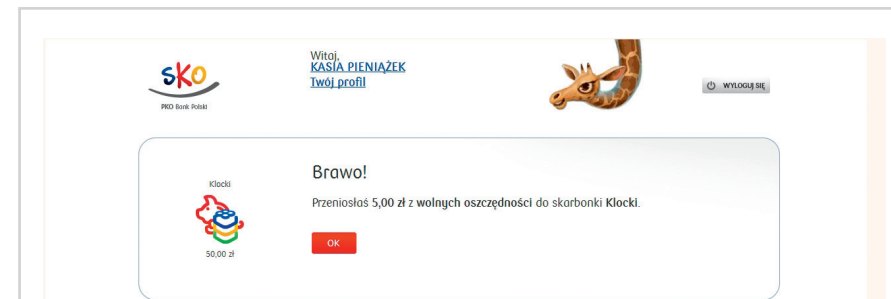 SKO
PKO Bank Polski
Witaj,
KASIA PIENIĄŻEK
Twój profil
WYLOGUJ SIĘ
Klocki
50,00 zł
Brawo!
Przeniosłaś 5,00 zł z wolnych oszczędności do skarbonki Klocki.
OK